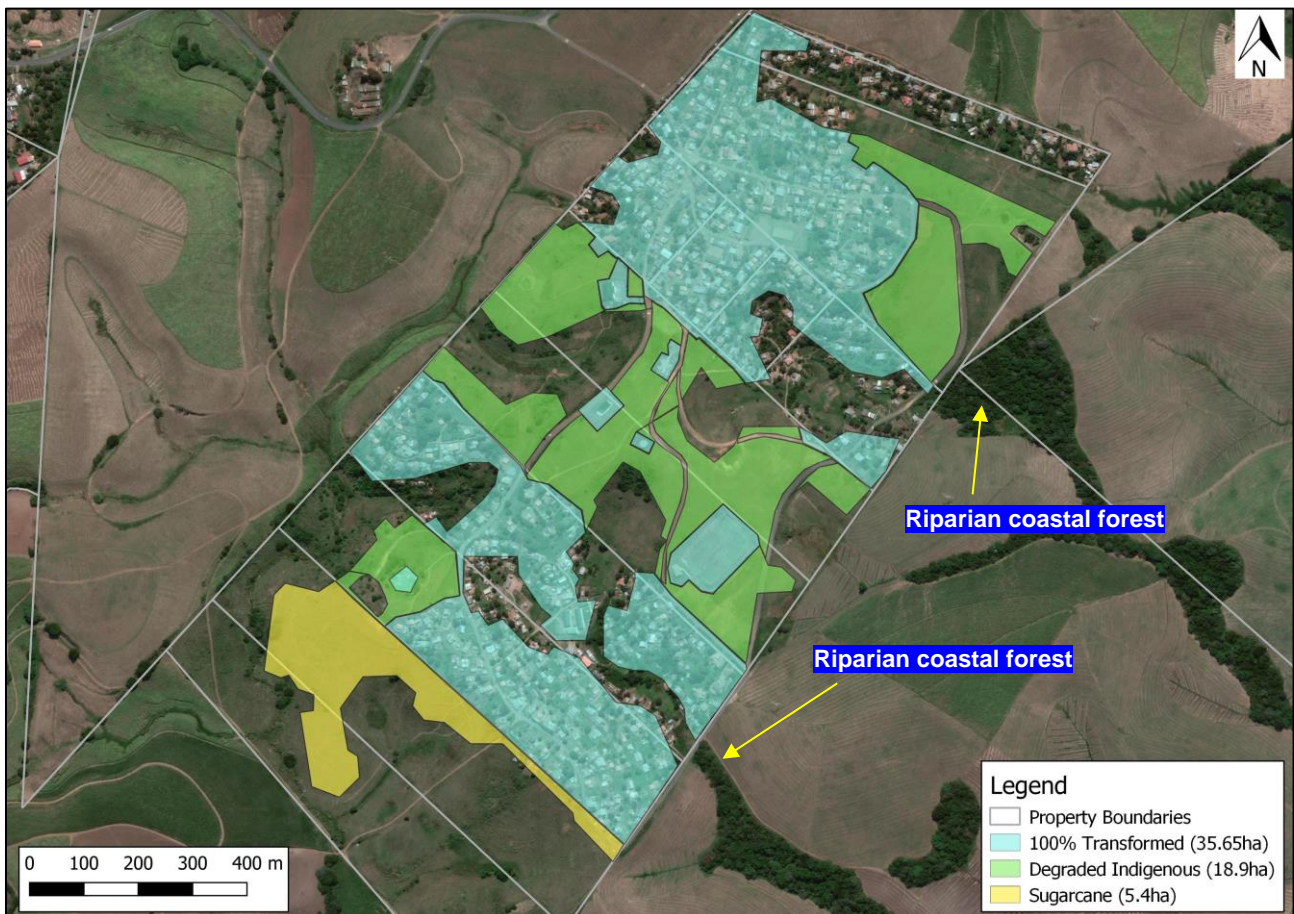 N
Riparian coastal forest
Riparian coastal forest
Legend
Property Boundaries
100% Transformed (35.65ha)
Degraded Indigenous (18.9ha)
Sugarcane (5.4ha)
0 100 200 300 400 m